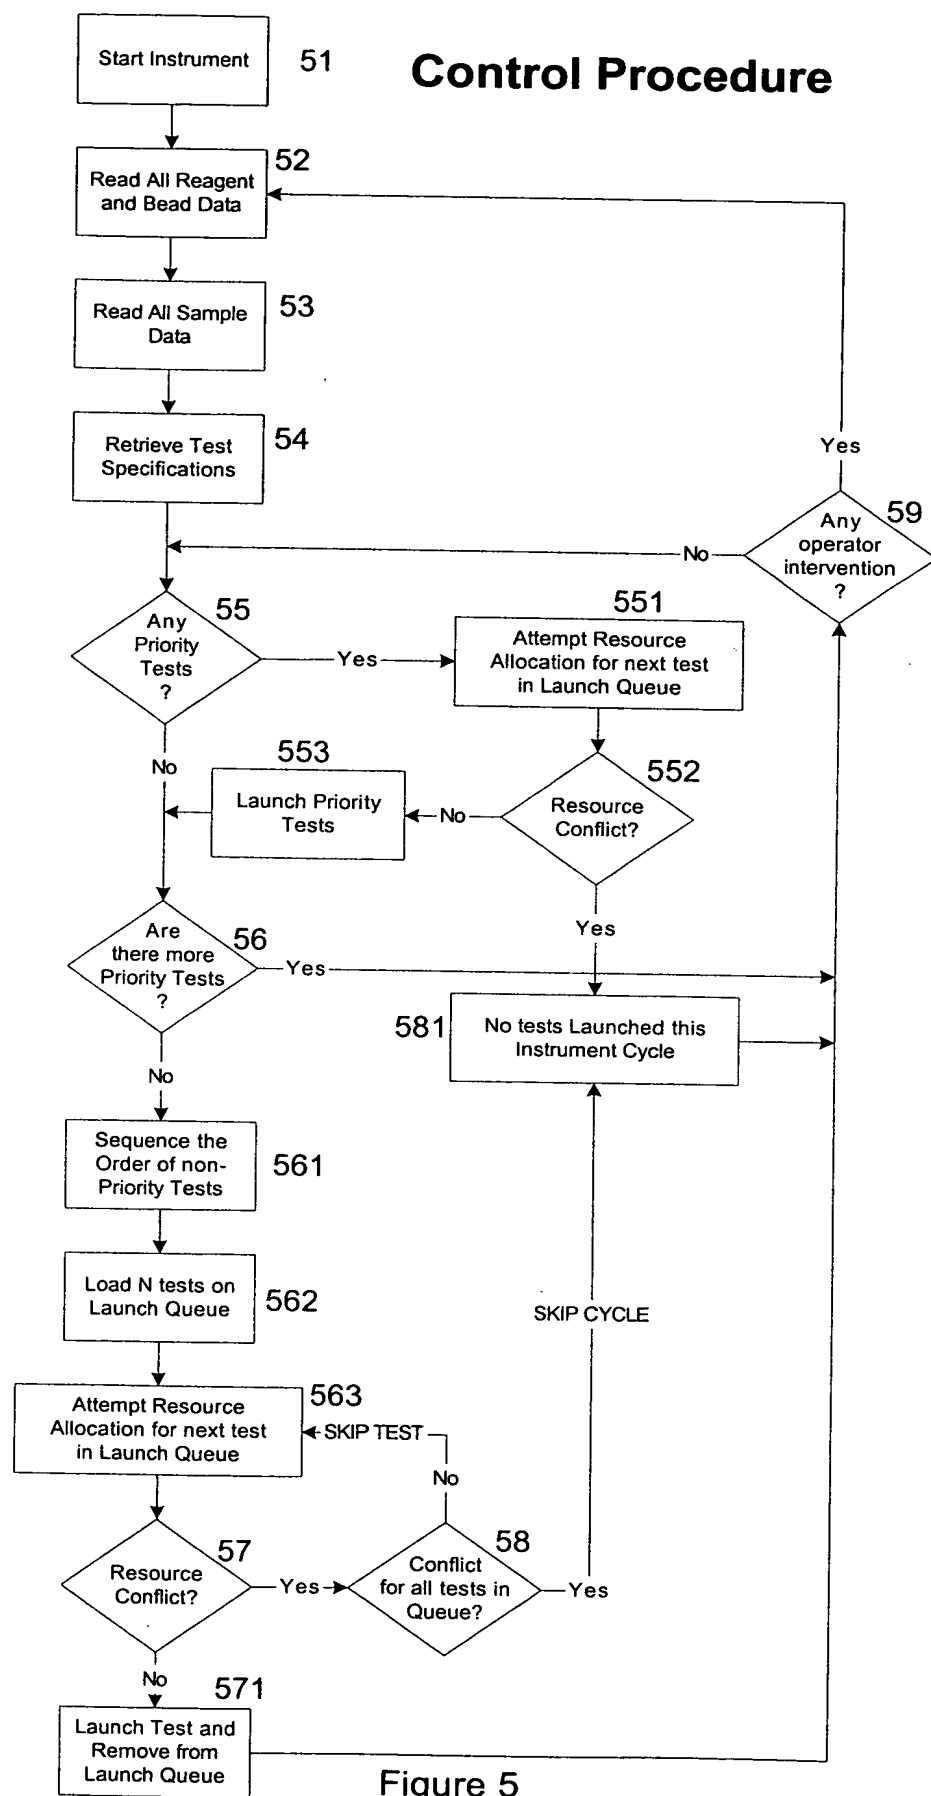 Control Procedure
Start Instrument
51
52
Read All Reagent
and Bead Data
Read All Sample
Data
53
Retrieve Test
Specifications
54
Yes
59
Any
operator
intervention
?
No
55
Any
Priority
Tests
?
Yes
551
Attempt Resource
Allocation for next test
in Launch Queue
No
553
Launch Priority
Tests
No
552
Resource
Conflict?
Yes
56
Are
there more
Priority Tests
?
Yes
581
No tests Launched this
Instrument Cycle
No
Sequence the
Order of non-
Priority Tests
561
Load N tests on
Launch Queue
562
SKIP CYCLE
563
Attempt Resource
Allocation for next test
in Launch Queue
SKIP TEST
No
57
Resource
Conflict?
Yes
58
Conflict
for all tests in
Queue?
Yes
No
571
Launch Test and
Remove from
Launch Queue
Figure 5